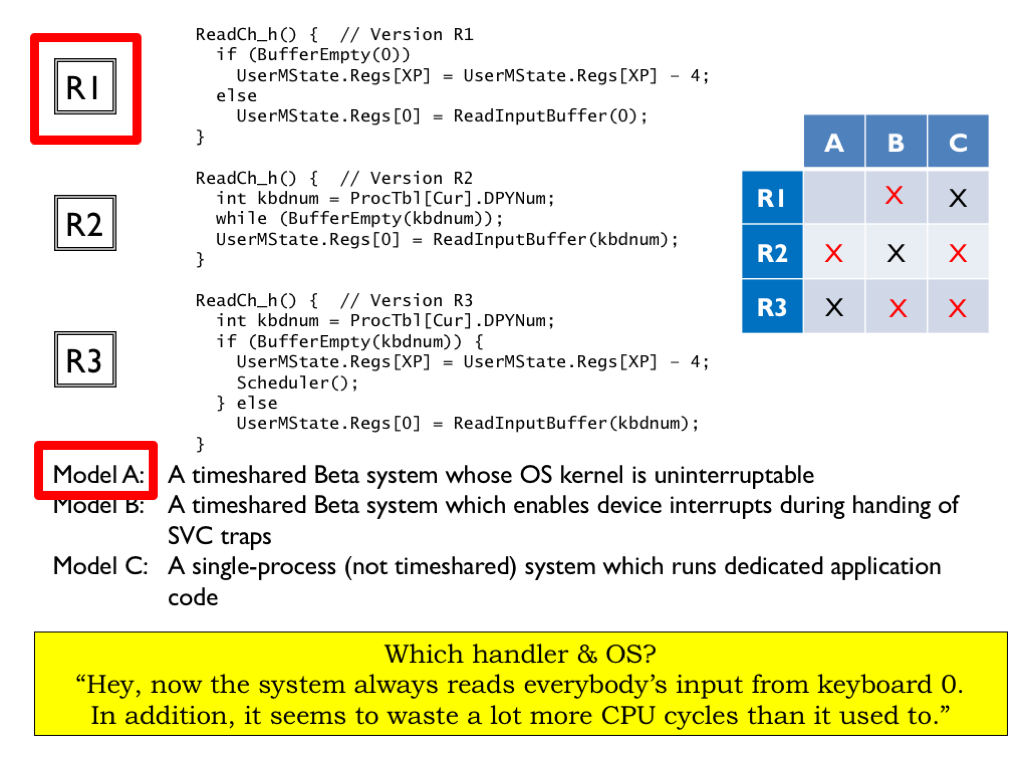 R1
ReadCh_h() {  // Version R1
  if (BufferEmpty(0))
    UserMState.Regs[XP] = UserMState.Regs[XP] – 4;
  else
    UserMState.Regs[0] = ReadInputBuffer(0);
}
R2
ReadCh_h() {  // Version R2
  int kbdnum = ProcTbl[Cur].DPYNum;
  while (BufferEmpty(kbdnum));
  UserMState.Regs[0] = ReadInputBuffer(kbdnum);
}
R3
ReadCh_h() {  // Version R3
  int kbdnum = ProcTbl[Cur].DPYNum;
  if (BufferEmpty(kbdnum)) {
    UserMState.Regs[XP] = UserMState.Regs[XP] – 4;
    Scheduler();
  } else
    UserMState.Regs[0] = ReadInputBuffer(kbdnum);
}
A B C
R1 X X
R2 X X X
R3 X X X
Model A: A timeshared Beta system whose OS kernel is uninterruptable
Model B: A timeshared Beta system which enables device interrupts during handing of
SVC traps
Model C: A single-process (not timeshared) system which runs dedicated application
code
Which handler & OS?
“Hey, now the system always reads everybody’s input from keyboard 0.
In addition, it seems to waste a lot more CPU cycles than it used to.”